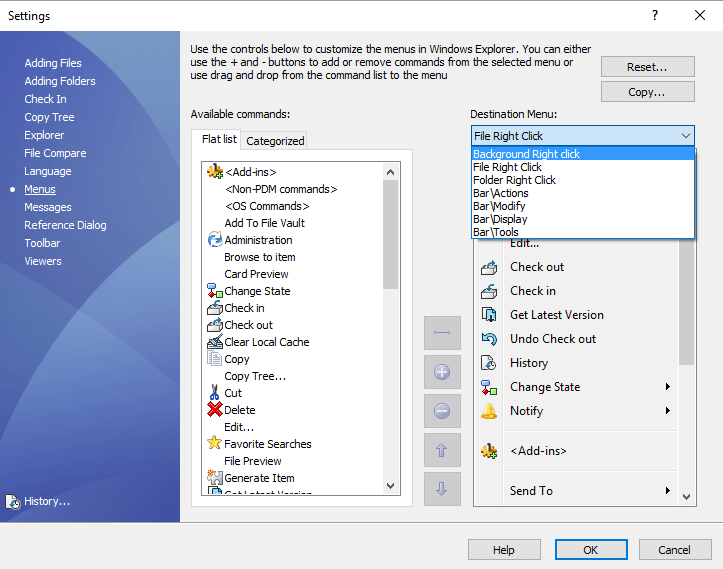 Settings
?
Adding Files
Adding Folders
Check In
Copy Tree
Explorer
File Compare
Language
Menus
Messages
Reference Dialog
Toolbar
Viewers
History...
Use the controls below to customize the menus in Windows Explorer. You can either
use the + and - buttons to add or remove commands from the selected menu or
use drag and drop from the command list to the menu
Reset...
Copy...
Available commands:
Flat list
Categorized
<Add-ins>
<Non-PDM commands>
<OS Commands>
Add To File Vault
Administration
Browse to item
Card Preview
Change State
Check in
Check out
Clear Local Cache
Copy
Copy Tree...
Cut
Delete
Edit...
Favorite Searches
File Preview
Generate Item
Get Latest Version
Destination Menu:
File Right Click
Background Right click
File Right Click
Folder Right Click
Bar\Actions
Bar\Modify
Bar\Display
Bar\Tools
Edit...
Check out
Check in
Get Latest Version
Undo Check out
History
Change State
Notify
<Add-ins>
Send To
Help
OK
Cancel